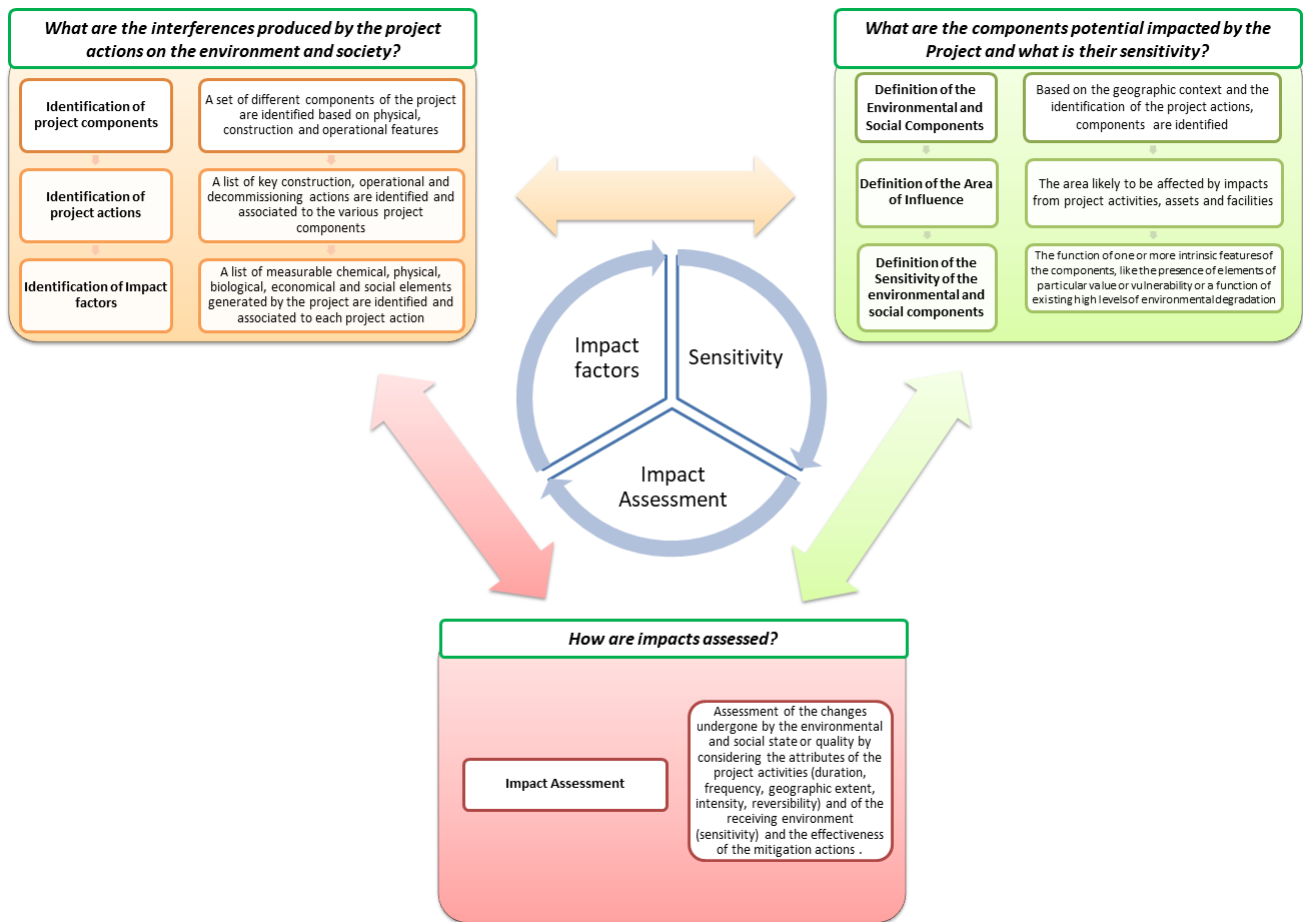 What are the interferences produced by the project
actions on the environment and society?
Identification of
project components
A set of different components of the project
are identified based on physical,
construction and operational features
Identification of
project actions
A list of key construction, operational and
decommissioning actions are identified and
associated to the various project
components
Identification of Impact
factors
A list of measurable chemical, physical,
biological, economical and social elements
generated by the project are identified and
associated to each project action
What are the components potential impacted by the
Project and what is their sensitivity?
Definition of the
Environmental and
Social Components
Based on the geographic context and the
identification of the project actions,
components are identified
Definition of the Area
of Influence
The area likely to be affected by impacts
from project activities, assets and facilities
Definition of the
Sensitivity of the
environmental and
social components
The function of one or more intrinsic features of
the components, like the presence of elements of
particular value or vulnerability or a function of
existing high levels of environmental degradation
Impact
factors
Sensitivity
Impact
Assessment
How are impacts assessed?
Impact Assessment
Assessment of the changes
undergone by the environmental
and social state or quality by
considering the attributes of the
project activities (duration,
frequency, geographic extent,
intensity, reversibility) and of the
receiving environment
(sensitivity) and the effectiveness
of the mitigation actions .